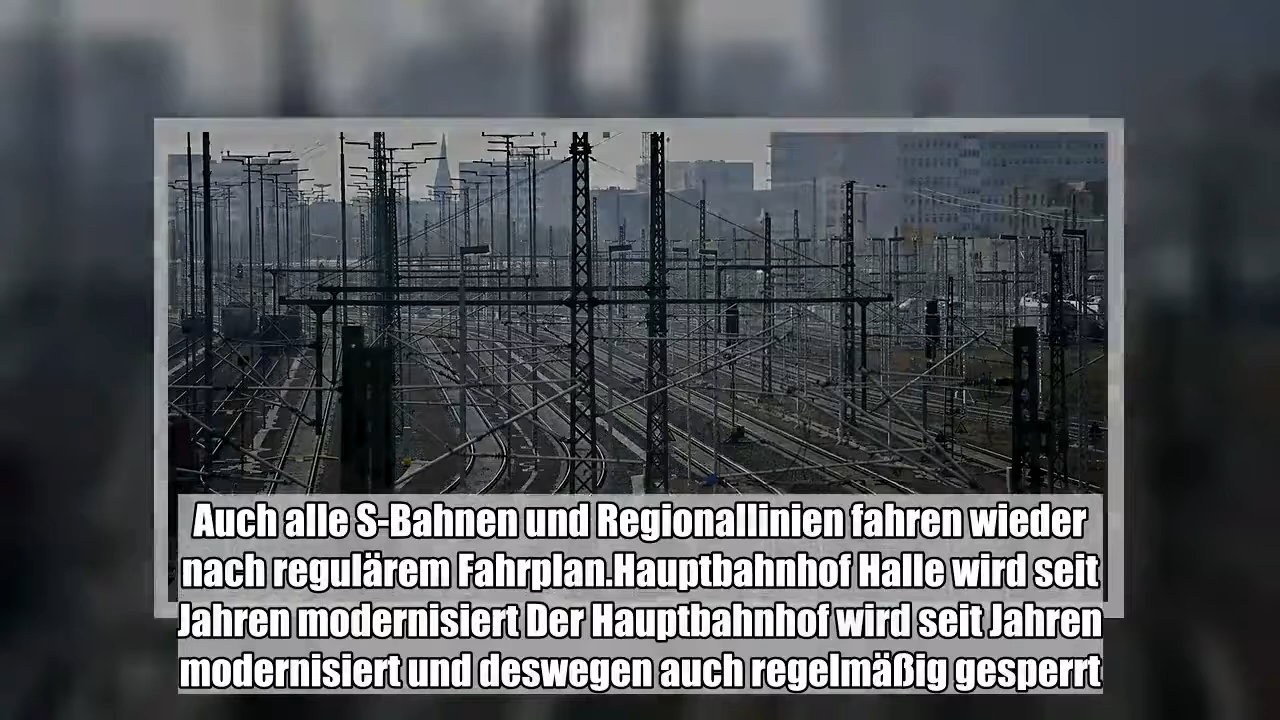 Auch alle S-Bahnen und Regionallinien fahren wieder
nach regulärem Fahrplan.Hauptbahnhof Halle wird seit
Jahren modernisiert Der Hauptbahnhof wird seit Jahren
modernisiert und deswegen auch regelmäßig gesperrt